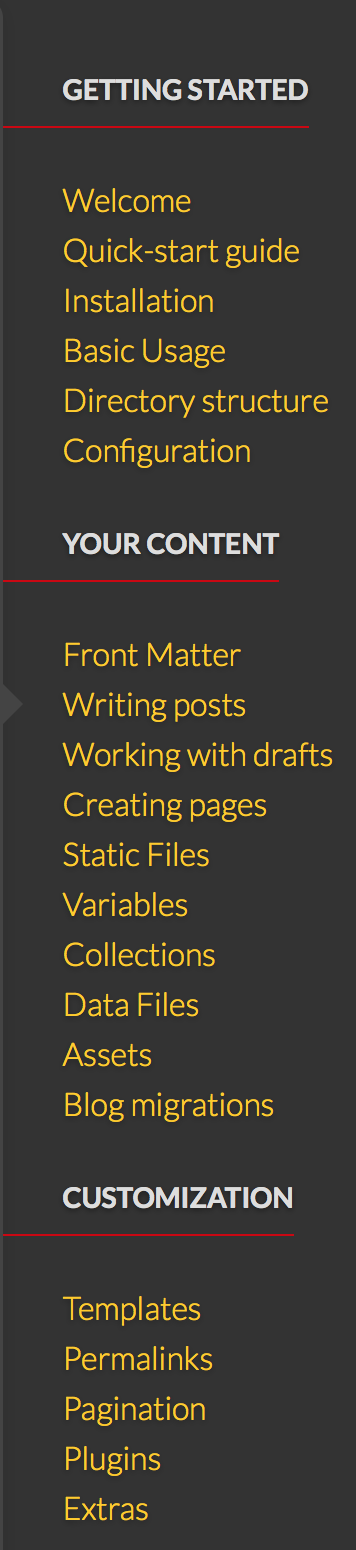 GETTING STARTED
Welcome
Quick-start guide
Installation
Basic Usage
Directory structure
Configuration
YOUR CONTENT
Front Matter
Writing posts
Working with drafts
Creating pages
Static Files
Variables
Collections
Data Files
Assets
Blog migrations
CUSTOMIZATION
Templates
Permalinks
Pagination
Plugins
Extras